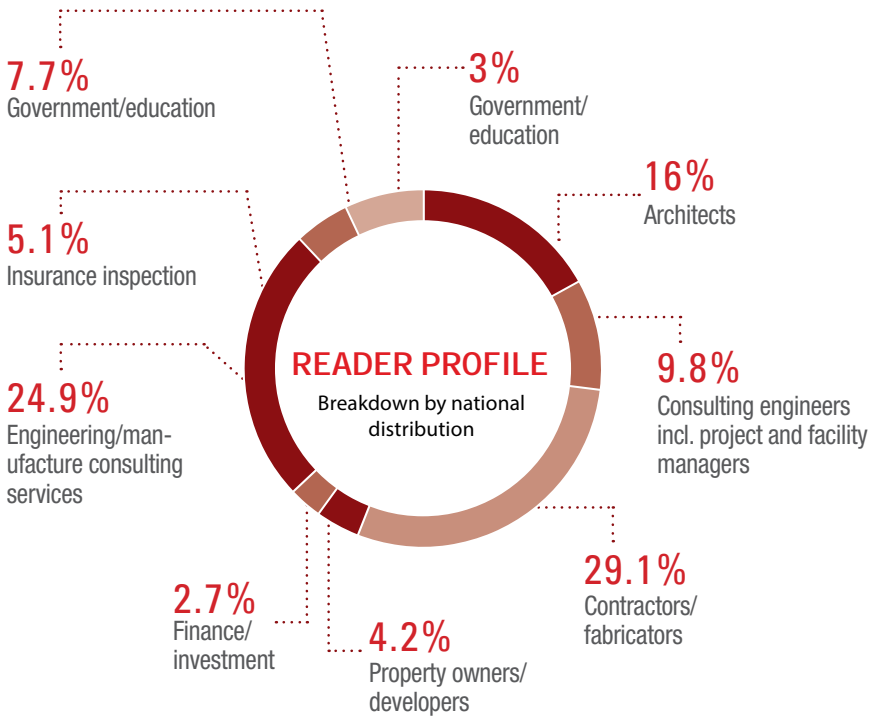 7.7%
Government/education
3%
Government/
education
16%
Architects
5.1%
Insurance inspection
READER PROFILE
Breakdown by national
distribution
9.8%
Consulting engineers
incl. project and facility
managers
24.9%
Engineering/man-
ufacture consulting
services
29.1%
Contractors/
fabricators
2.7%
Finance/
investment
4.2%
Property owners/
developers